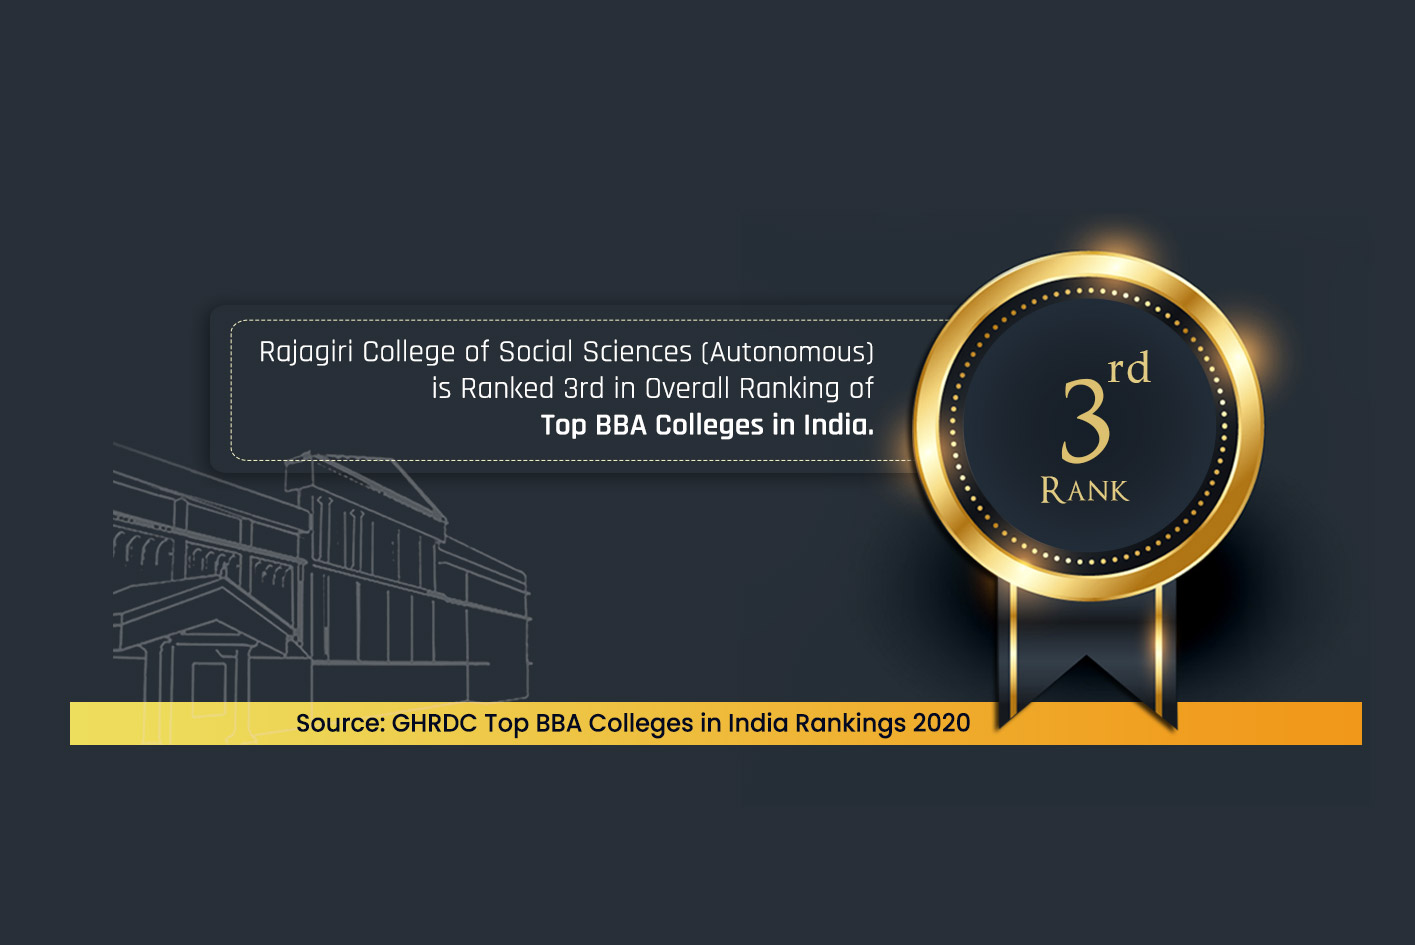 Rajagiri College of Social Sciences (Autonomous)
is Ranked 3rd in Overall Ranking of
Top BBA Colleges in India.
3rd
RANK
Source: GHRDC Top BBA Colleges in India Rankings 2020